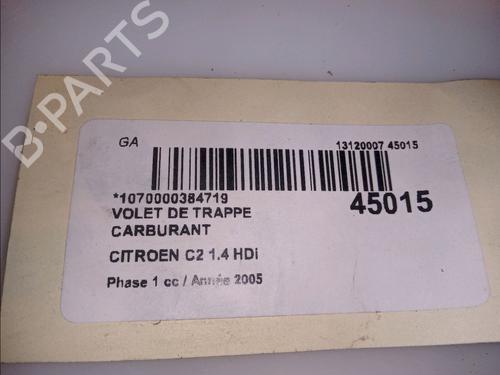 B-PARTS
GA
13120007 45015
*1070000384719
45015
VOLET DE TRAPPE
CARBURANT
CITROEN C2 1.4 HDi
Phase 1 cc / Année 2005